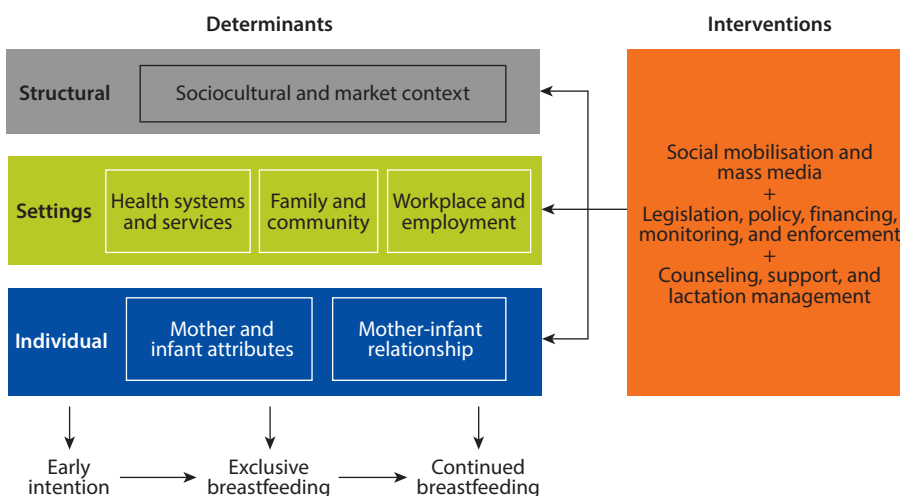 Determinants
Interventions
Structural
Sociocultural and market context
Settings
Health systems
and services
Family and
community
Workplace and
employment
Individual
Mother and
infant attributes
Mother-infant
relationship
Social mobilisation and
mass media
+
Legislation, policy, financing,
monitoring, and enforcement
+
Counseling, support, and
lactation management
Early
intention
Exclusive
breastfeeding
Continued
breastfeeding